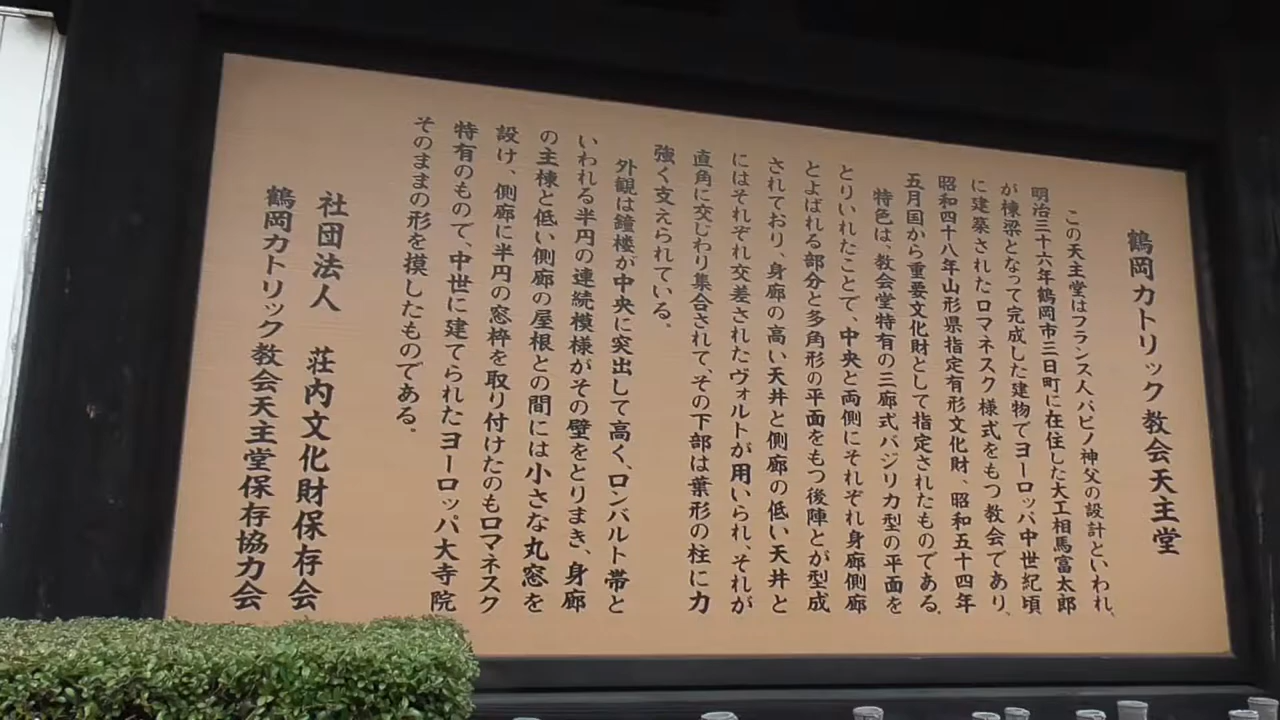 鶴岡カトリック教会天主堂
この天主堂はフランス人パピノ神父の設計といわれ、
明治三十六年鶴岡市三日町に在住した大工相馬富太郎
が棟梁となって完成した建物でヨーロッパ中世紀頃
に建築されたロマネスク様式をもつ教会であり、
昭和四十八年山形県指定有形文化財、昭和五十四年
五月国から重要文化財として指定されたものである。
特色は、教会堂特有の三廊式バジリカ型の平面を
とりいれたことで、中央と両側にそれぞれ身廊側廊
とよばれる部分と多角形の平面をもつ後陣とが型成
されており、身廊の高い天井と側廊の低い天井と
にはそれぞれ交差されたヴォルトが用いられ、それが
直角に交じわり集合されて、その下部は葉形の柱に力
強く支えられている。
外観は鐘楼が中央に突出して高く、ロンバルト帯と
いわれる半円の連続模様がその壁をとりまき、身廊
の主棟と低い側廊の屋根との間には小さな丸窓を
設け、側廊に半円の窓枠を取り付けたのもロマネスク
特有のもので、中世に建てられたヨーロッパ大寺院
そのままの形を摸したものである。
社団法人 荘内文化財保存会
鶴岡カトリック教会天主堂保存協力会